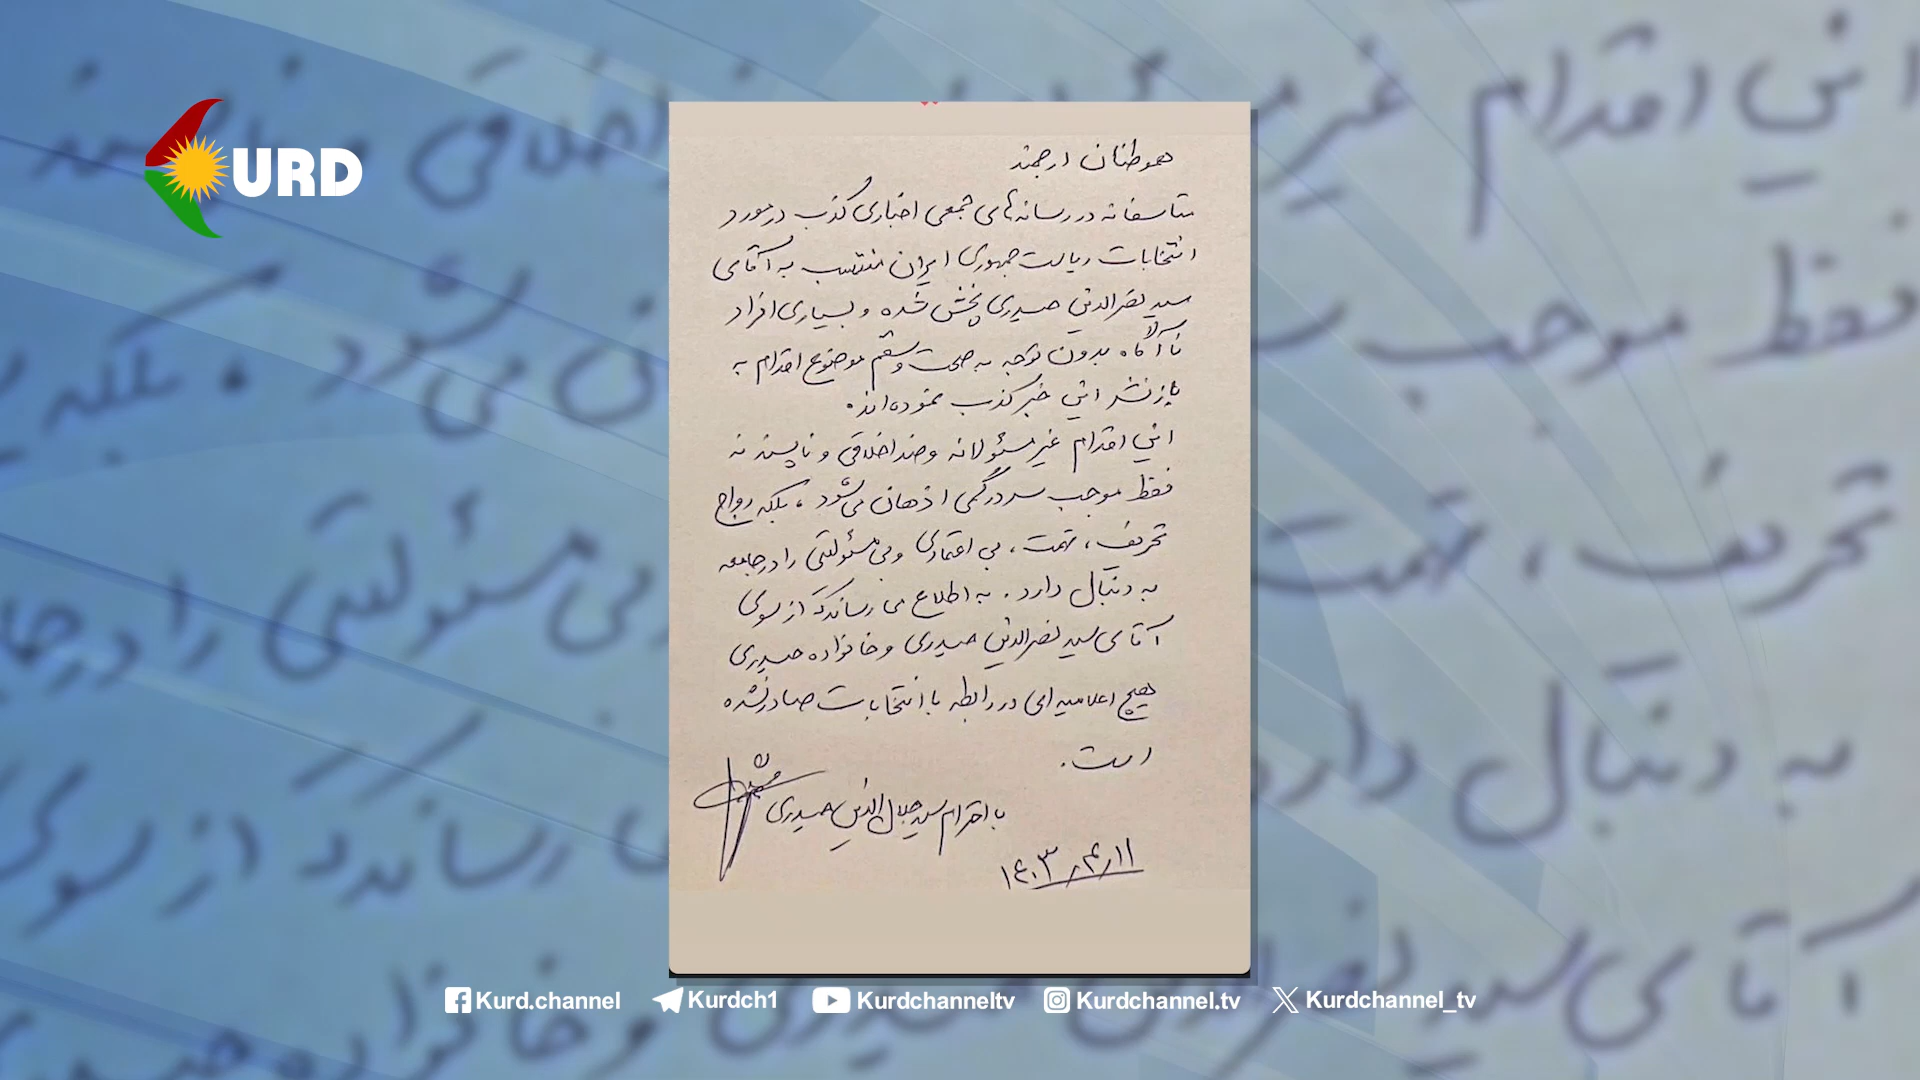 URD
هموطنان ارجمند
متاسفانه در رسانه‌های جمعی اخباری کذب در مورد
انتخابات ریاست جمهوری ایران منتسب به آقای
سید نصرالدین حیدری پخش شده و بسیاری افراد
ناآگاه بدون توجه به صحت و سقم موضوع اقدام به
بازنشر این خبر کذب نموده‌اند.
این اقدام غیرمسئولانه و ضد اخلاقی و ناپسند نه
فقط موجب سردرگمی اذهان می‌شود، بلکه رواج
تحریف، تهمت، بی اعتمادی و بی‌مسئولیتی را در جامعه
به دنبال دارد. به اطلاع می رساند که از سوی
آقای سید نصرالدین حیدری و خانواده حیدری
هیچ اعلامیه‌ای در رابطه با انتخابات صادر نشده
است.
با احترام سید جلال‌الدین حیدری
۱۴۰۳ر۴ر۱۱
Kurd.channel
Kurdch1
Kurdchanneltv
Kurdchannel.tv
Kurdchannel_tv